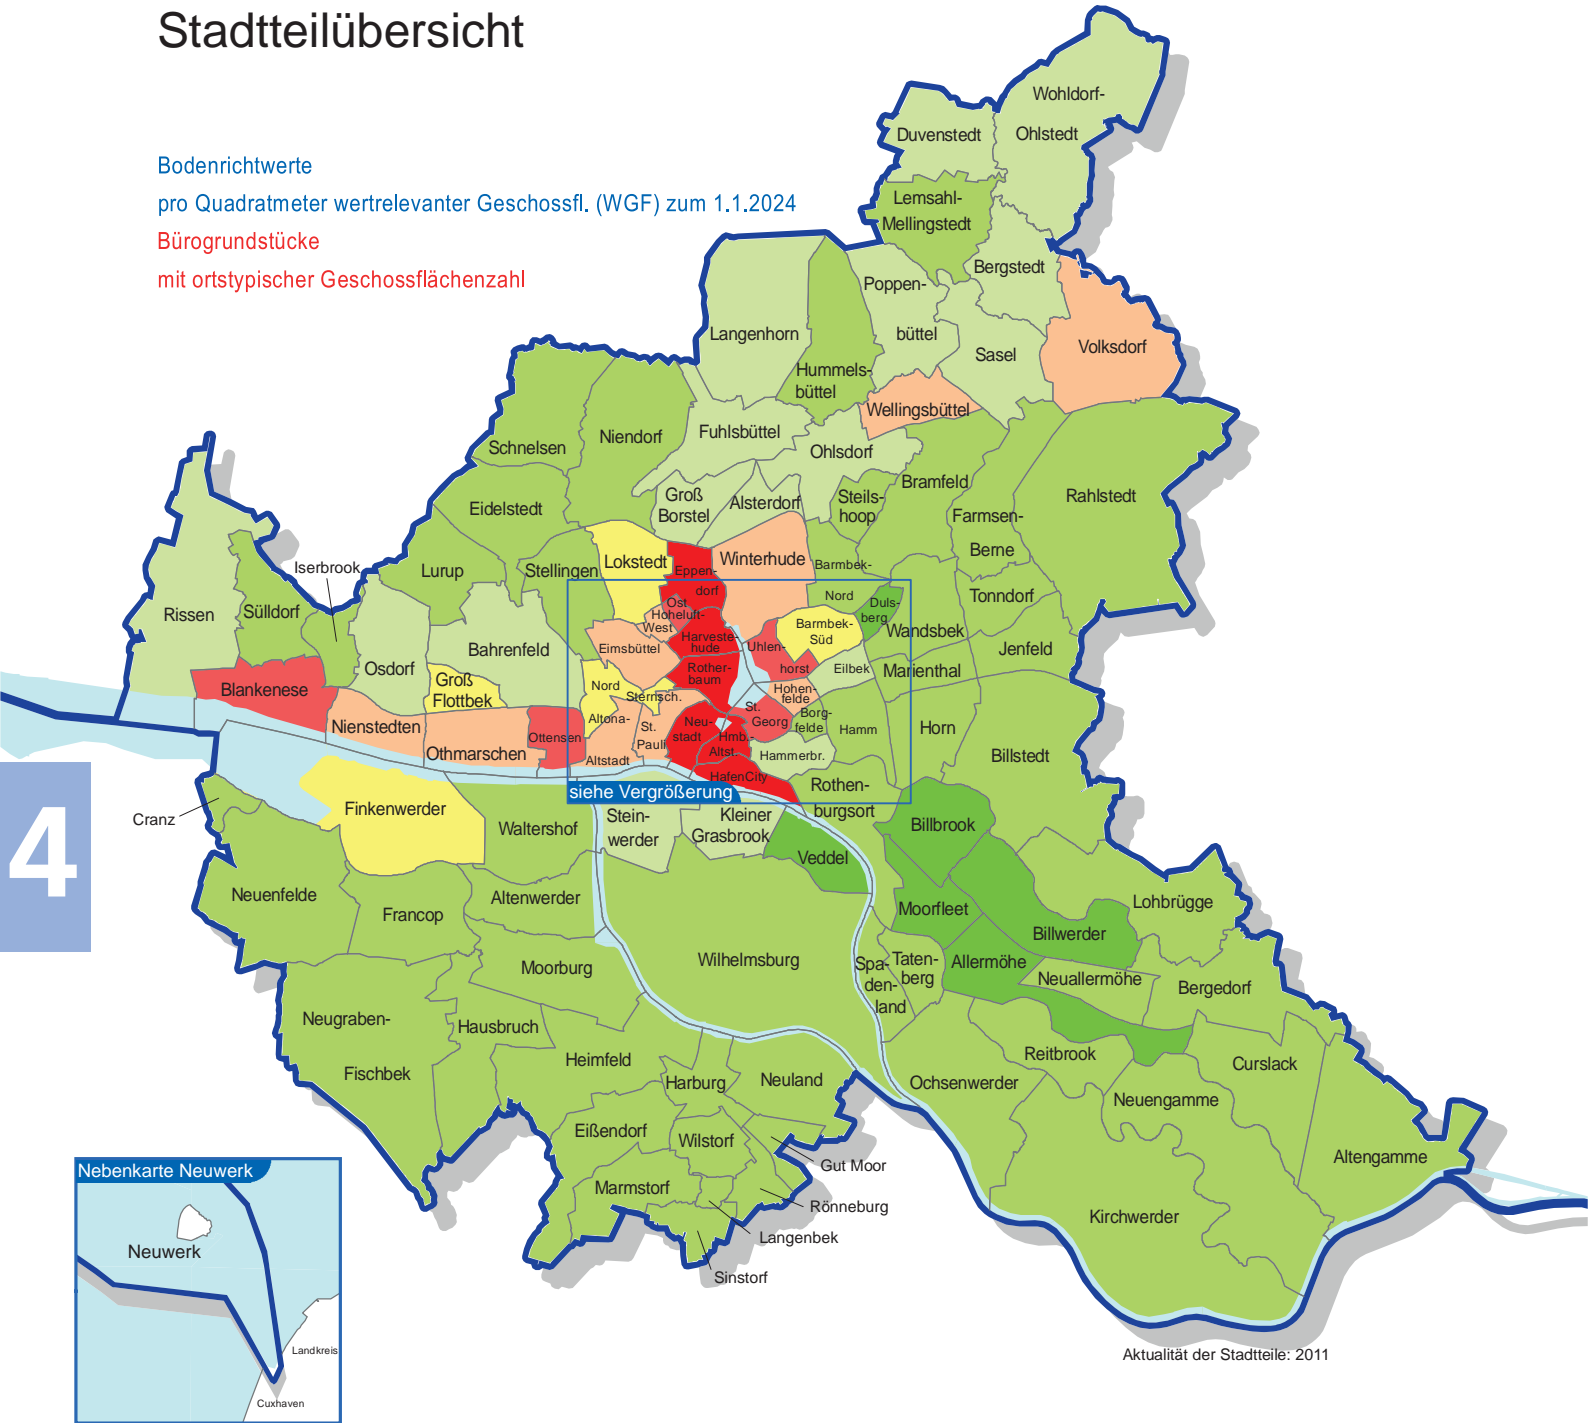 Stadtteilübersicht
Bodenrichtwerte
pro Quadratmeter wertrelevanter Geschossfl. (WGF) zum 1.1.2024
Bürogrundstücke
mit ortstypischer Geschossflächenzahl
Wohldorf-
Ohlstedt
Duvenstedt
Lemsahl-
Mellingstedt
Bergstedt
Poppen-
büttel
Langenhorn
Hummels-
büttel
Sasel
Volksdorf
Wellingsbüttel
Schnelsen
Niendorf
Fuhlsbüttel
Ohlsdorf
Bramfeld
Rahlstedt
Eidelstedt
Groß
Borstel
Alsterdorf
Steils-
hoop
Farmsen-
Berne
Iserbrook
Lurup
Stellingen
Lokstedt
Eppen-
dorf
Winterhude
Barmbek-
Nord
Duls-
berg
Tonndorf
Rissen
Sülldorf
Osdorf
Bahrenfeld
Eimsbüttel
Ost
Hoheluft-
West
Harveste-
hude
Barmbek-
Süd
Wandsbek
Jenfeld
Uhlen-
horst
Eilbek
Marienthal
Blankenese
Groß
Flottbek
Nord
Altona-
Altstadt
Sternsch.
Rother-
baum
Hohen-
felde
Nienstedten
Othmarschen
Ottensen
St.
Pauli
Neu-
stadt
Hmb.-
Altst.
St.
Georg
Borg-
felde
Hamm
Horn
Billstedt
Hammerbr.
HafenCity
siehe Vergrößerung
Rothen-
burgsort
4
Cranz
Finkenwerder
Waltershof
Stein-
werder
Kleiner
Grasbrook
Veddel
Billbrook
Neuenfelde
Francop
Altenwerder
Moorfleet
Lohbrügge
Billwerder
Moorburg
Wilhelmsburg
Spa-
den-
land
Taten-
berg
Allermöhe
Neuallermöhe
Bergedorf
Neugraben-
Fischbek
Hausbruch
Heimfeld
Harburg
Neuland
Reitbrook
Curslack
Ochsenwerder
Neuengamme
Eißendorf
Wilstorf
Gut Moor
Altengamme
Marmstorf
Rönneburg
Langenbek
Sinstorf
Kirchwerder
Nebenkarte Neuwerk
Neuwerk
Landkreis
Cuxhaven
Aktualität der Stadtteile: 2011